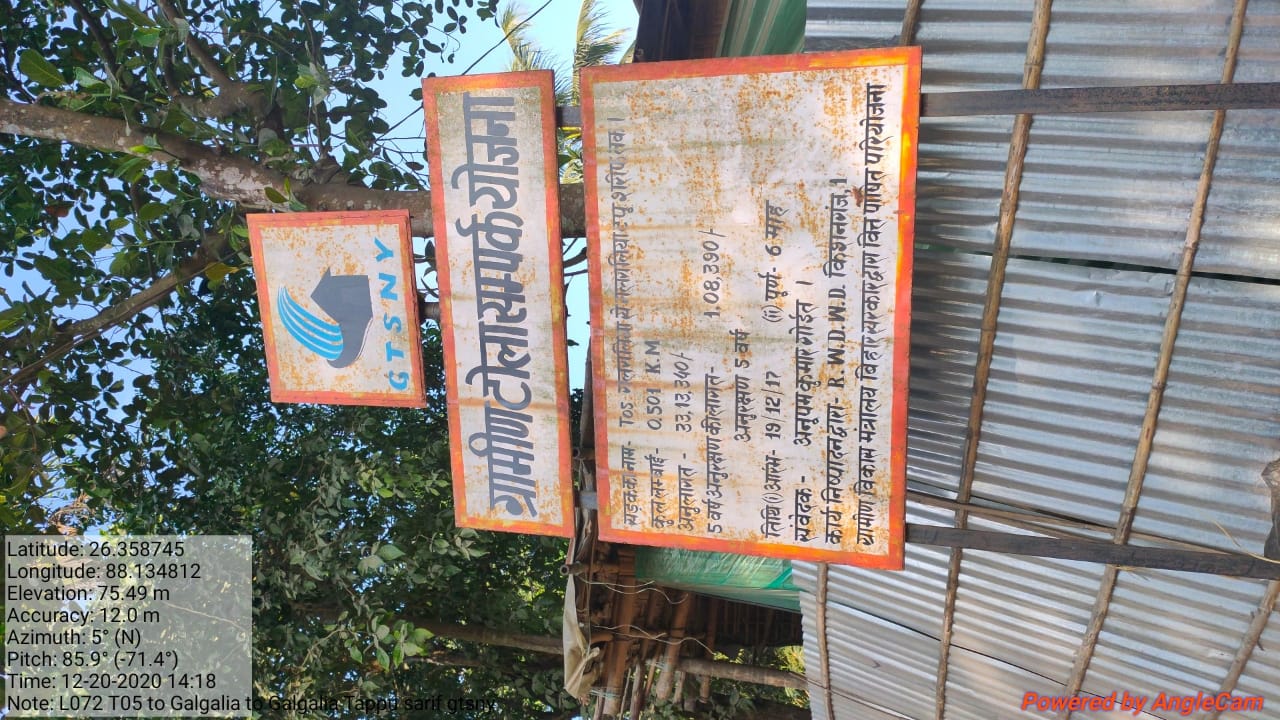 GTSNY
ग्रामीण टोला सम्पर्क योजना
सड़क का नाम- T05 गलगलिया से गलगलिया टपु शरीफ तक ।
कुल लम्बाई- 0.501 K.M
अनुमानत - 33,13,340/-
5 वर्ष अनुरक्षण की लागत- 1,08,390/-
अनुरक्षण 5 वर्ष
तिथि (i) आरम्भ- 19/12/17 (ii) पूर्ण- 6 माह
संवेदक - अनुपम कुमार
कार्य निष्पादन द्वारा- R.W.D. W.D. किशनगंज,1
ग्रामीण विकास मंत्रालय बिहार सरकार द्वारा वित्त पोषित परियोजना
Latitude: 26.358745
Longitude: 88.134812
Elevation: 75.49 m
Accuracy: 12.0 m
Azimuth: 5° (N)
Pitch: 85.9° (-71.4°)
Time: 12-20-2020 14:18
Note: L072 T05 to Galgalia to Galgalia Tappu sarif gtsny
Powered by AngleCam